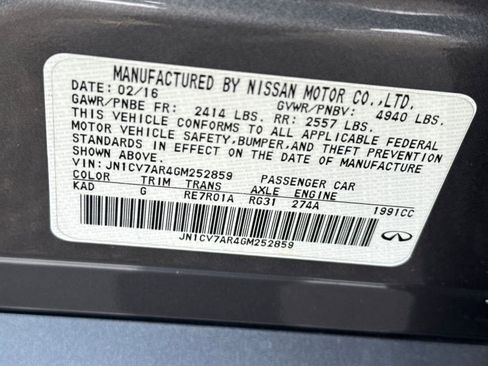 MANUFACTURED BY NISSAN MOTOR CO.,LTD.
DATE: 02/16 GVWR/PNBV: 4940 LBS.
GAWR/PNBE FR: 2414 LBS. RR: 2557 LBS.
THIS VEHICLE CONFORMS TO ALL APPLICABLE FEDERAL
MOTOR VEHICLE SAFETY,BUMPER,AND THEFT PREVENTION
STANDARDS IN EFFECT ON THE DATE OF MANUFACTURE
SHOWN ABOVE.
VIN: JN1CV7AR4GM252859 PASSENGER CAR
COLOR TRIM TRANS AXLE ENGINE
KAD G RE7R01A RG31 274A 1991CC
JN1CV7AR4GM252859